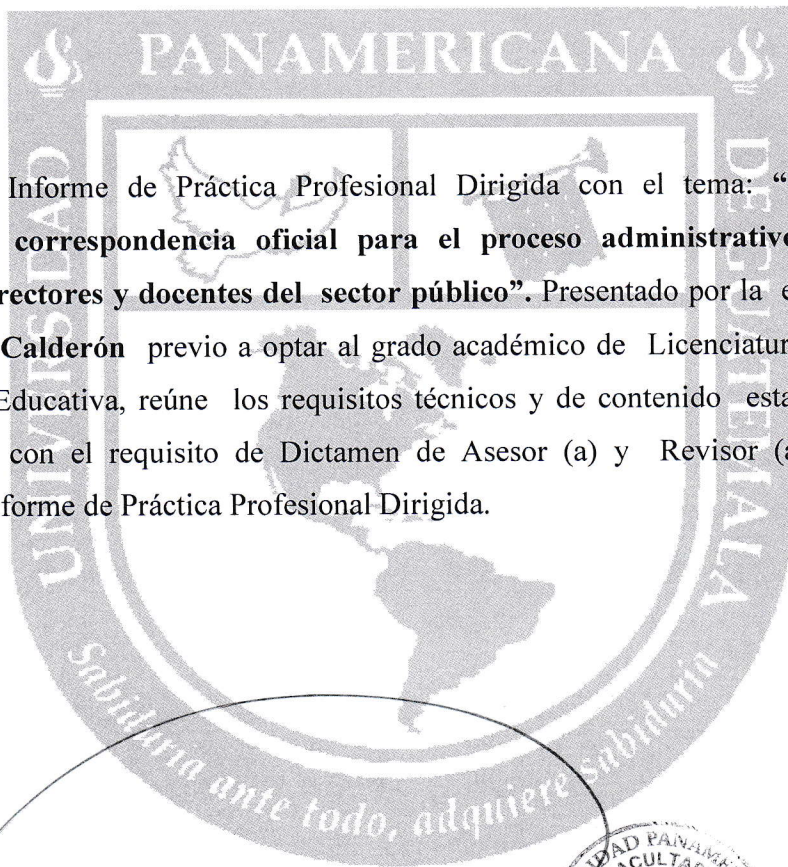 PANAMERICANA
UNIVERSIDAD
DE GUATEMALA
Informe de Práctica Profesional Dirigida con el tema: “
correspondencia oficial para el proceso administrativo
rectores y docentes del sector público”. Presentado por la e
Calderón previo a optar al grado académico de Licenciatur
Educativa, reúne los requisitos técnicos y de contenido esta
con el requisito de Dictamen de Asesor (a) y Revisor (a
forme de Práctica Profesional Dirigida.
Sabiduría ante todo, adquiere sabiduría